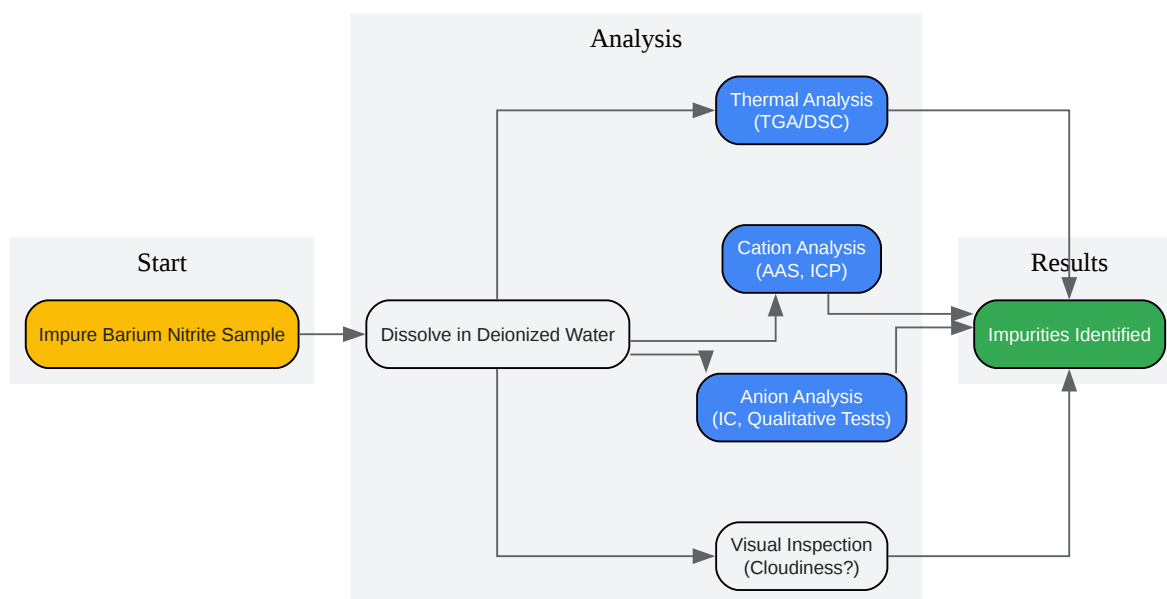 Analysis
Thermal Analysis
(TGA/DSC)
Cation Analysis
(AAS, ICP)
Start
Results
Impure Barium Nitrite Sample
Dissolve in Deionized Water
Impurities Identified
Anion Analysis
(IC, Qualitative Tests)
Visual Inspection
(Cloudiness?)